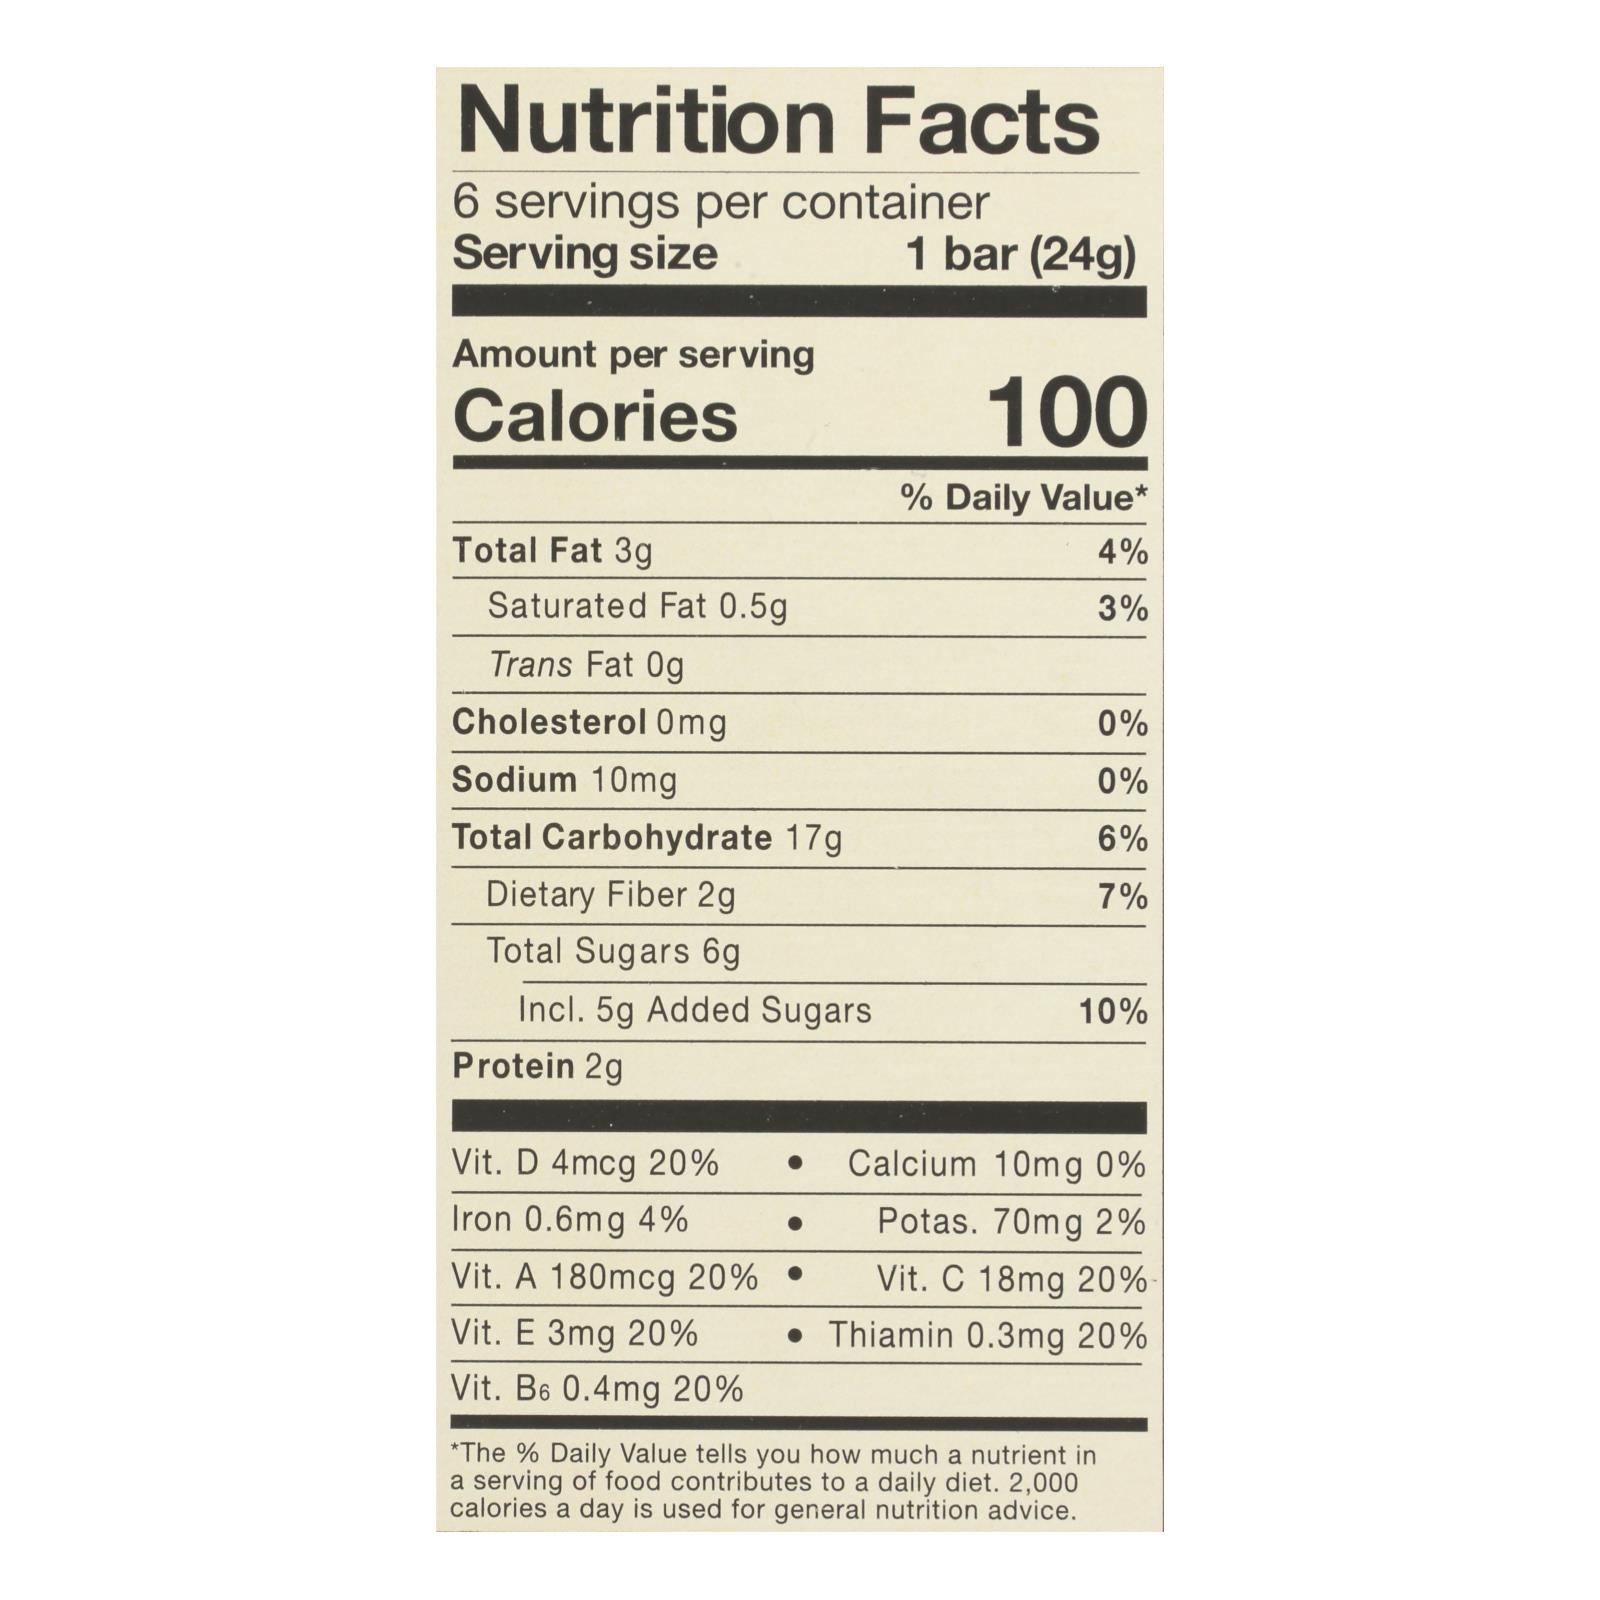 Nutrition Facts
6 servings per container
Serving size 1 bar (24g)
Amount per serving
Calories 100
% Daily Value*
Total Fat 3g 4%
Saturated Fat 0.5g 3%
Trans Fat 0g
Cholesterol 0mg 0%
Sodium 10mg 0%
Total Carbohydrate 17g 6%
Dietary Fiber 2g 7%
Total Sugars 6g
Incl. 5g Added Sugars 10%
Protein 2g
Vit. D 4mcg 20% • Calcium 10mg 0%
Iron 0.6mg 4% • Potas. 70mg 2%
Vit. A 180mcg 20% • Vit. C 18mg 20%
Vit. E 3mg 20% • Thiamin 0.3mg 20%
Vit. B6 0.4mg 20%
*The % Daily Value tells you how much a nutrient in
a serving of food contributes to a daily diet. 2,000
calories a day is used for general nutrition advice.